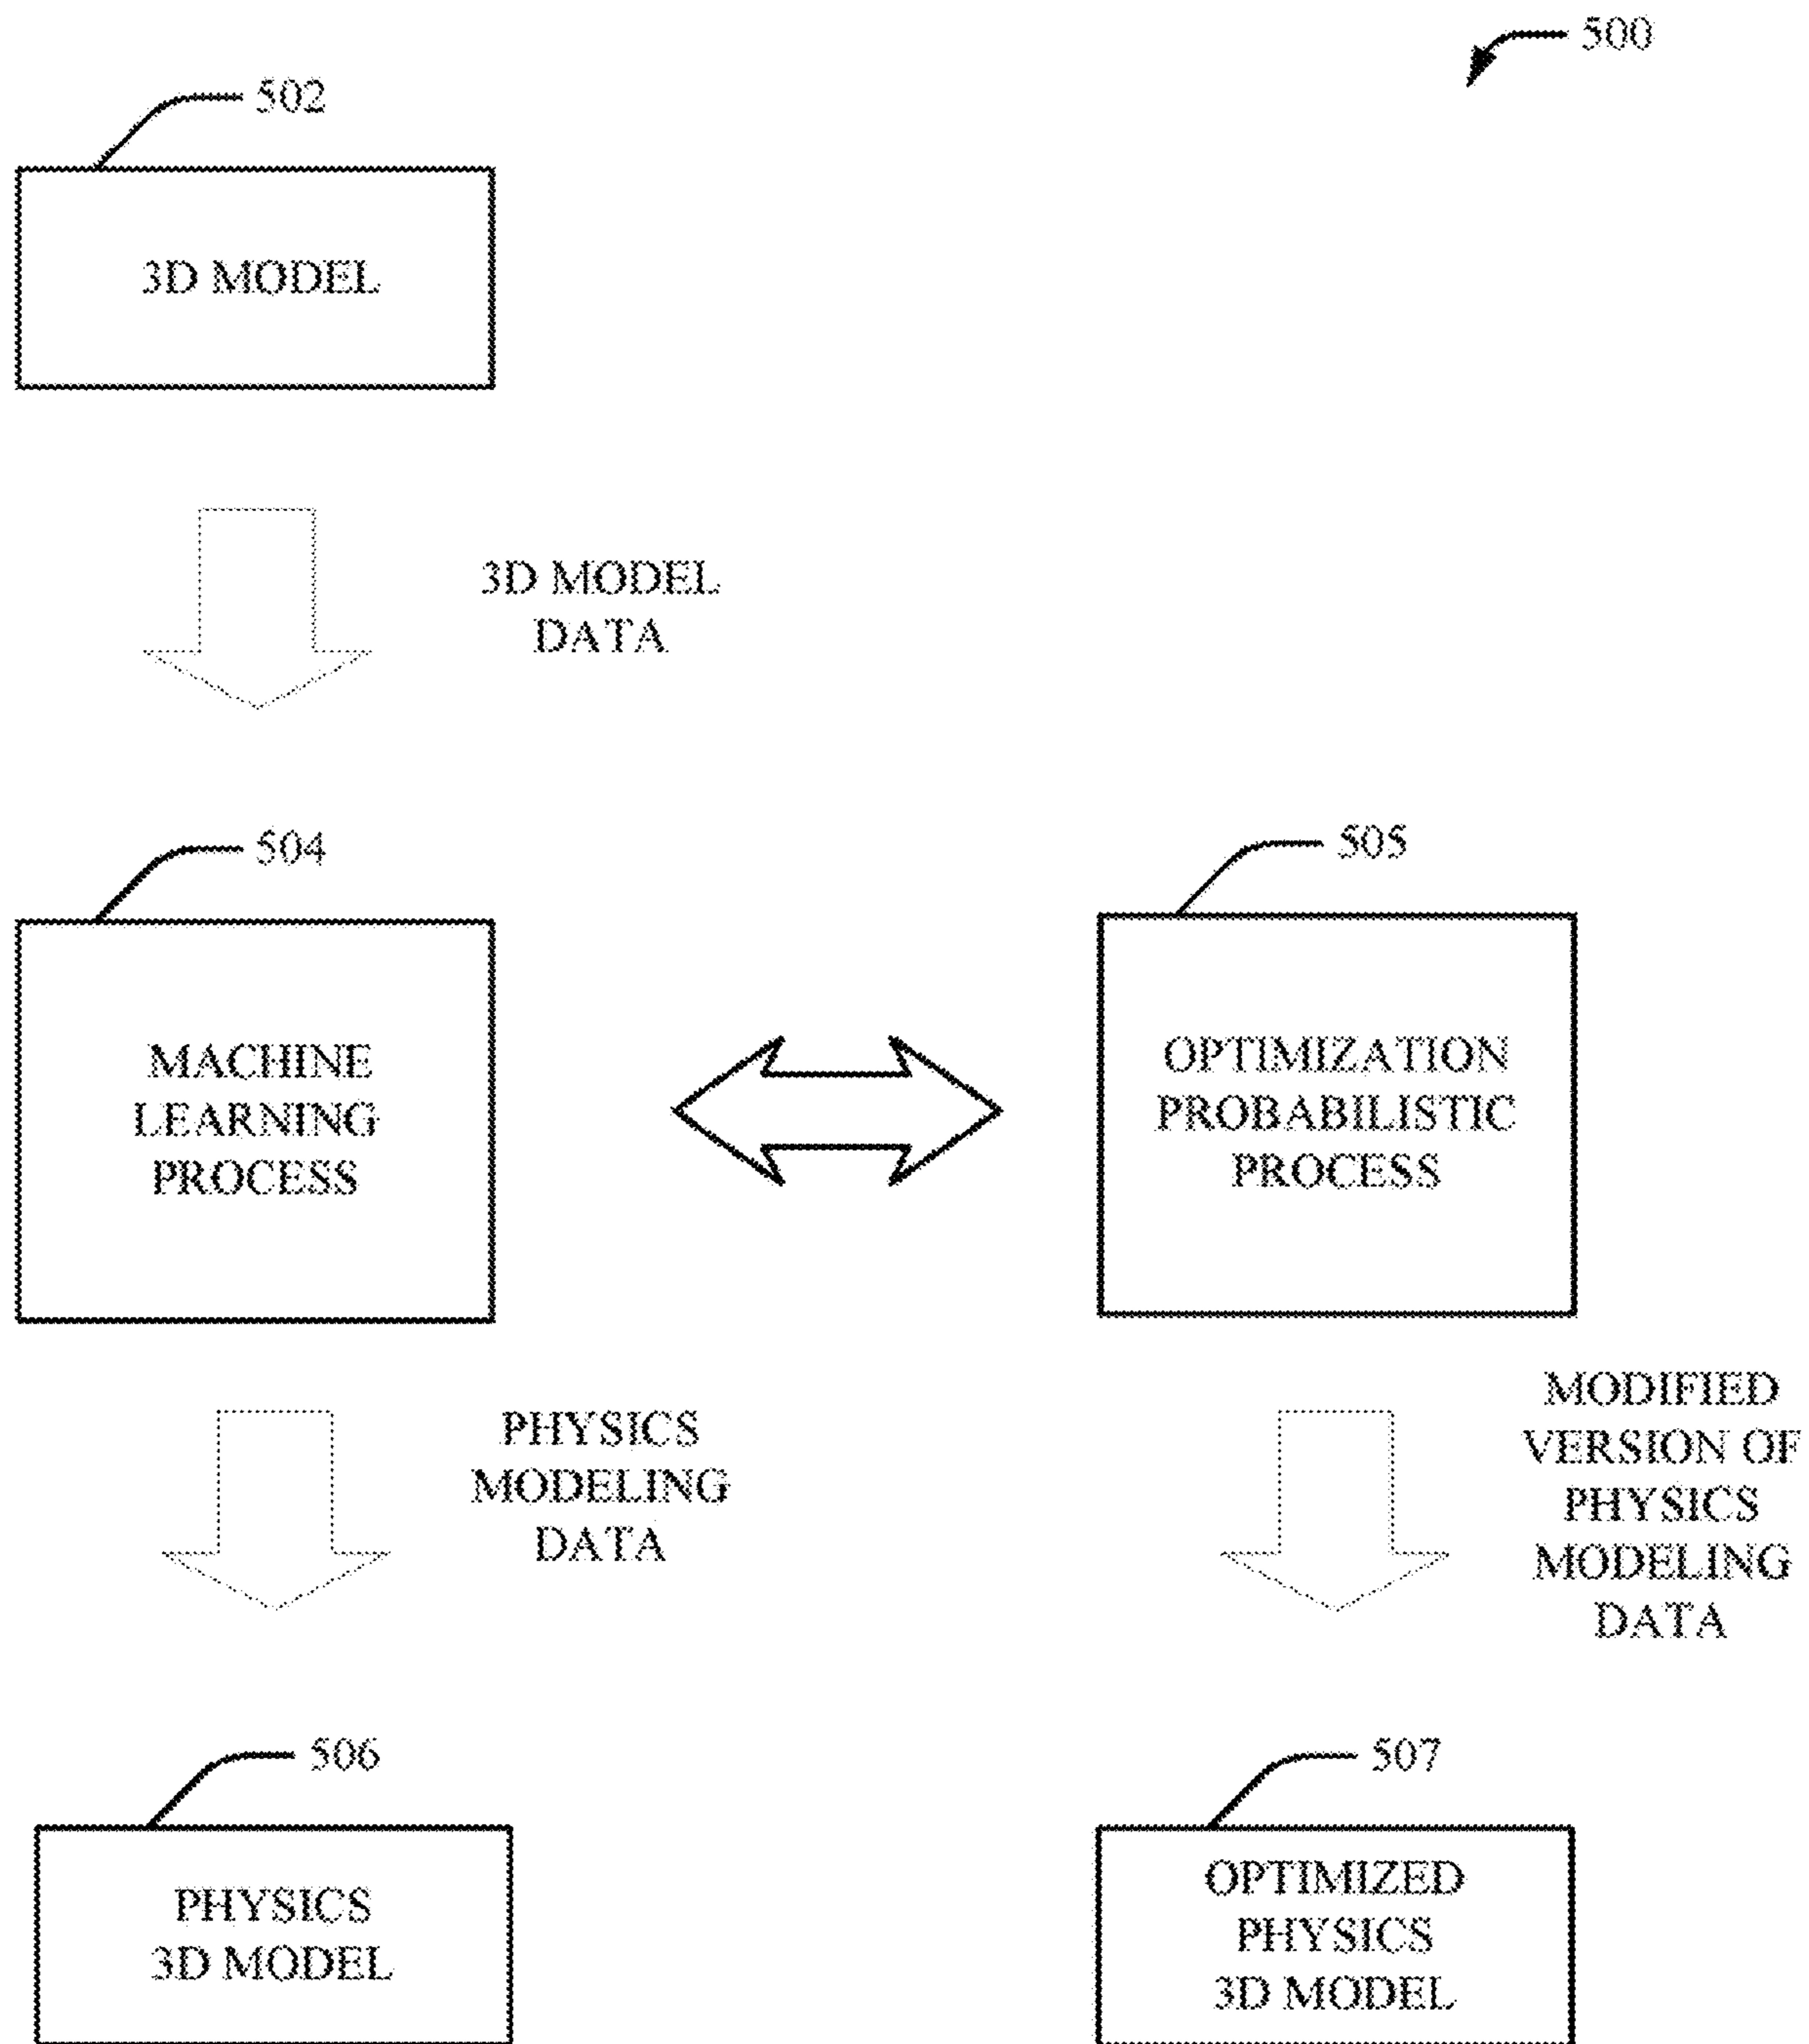 500
502
3D MODEL
3D MODEL
DATA
504
MACHINE
LEARNING
PROCESS
505
OPTIMIZATION
PROBABILISTIC
PROCESS
PHYSICS
MODELING
DATA
MODIFIED
VERSION OF
PHYSICS
MODELING
DATA
506
PHYSICS
3D MODEL
507
OPTIMIZED
PHYSICS
3D MODEL